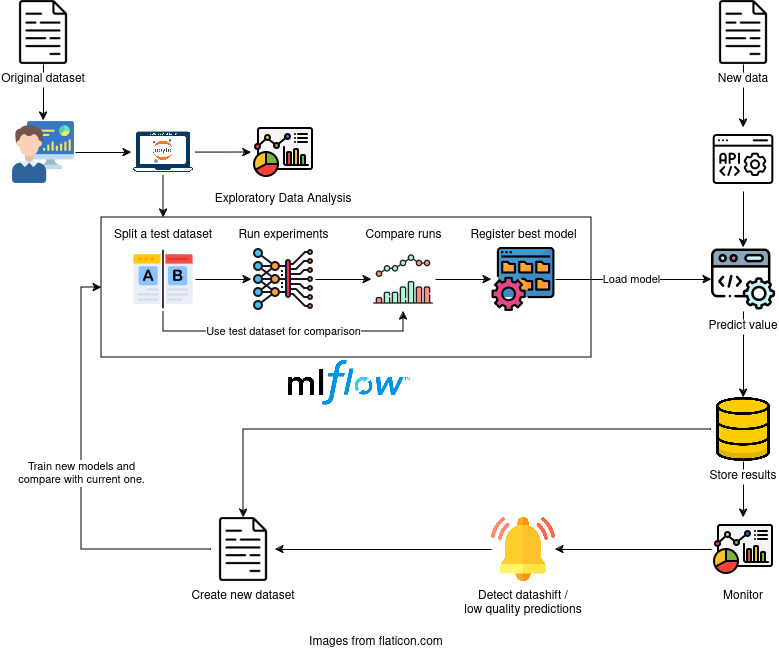 Original dataset
New data
jupyter
API
</>
Exploratory Data Analysis
Split a test dataset
Run experiments
Compare runs
Register best model
A
B
Load model
</>
Use test dataset for comparison
Predict value
mlflow™
Train new models and
compare with current one.
Store results
Create new dataset
Detect datashift /
low quality predictions
Monitor
Images from flaticon.com